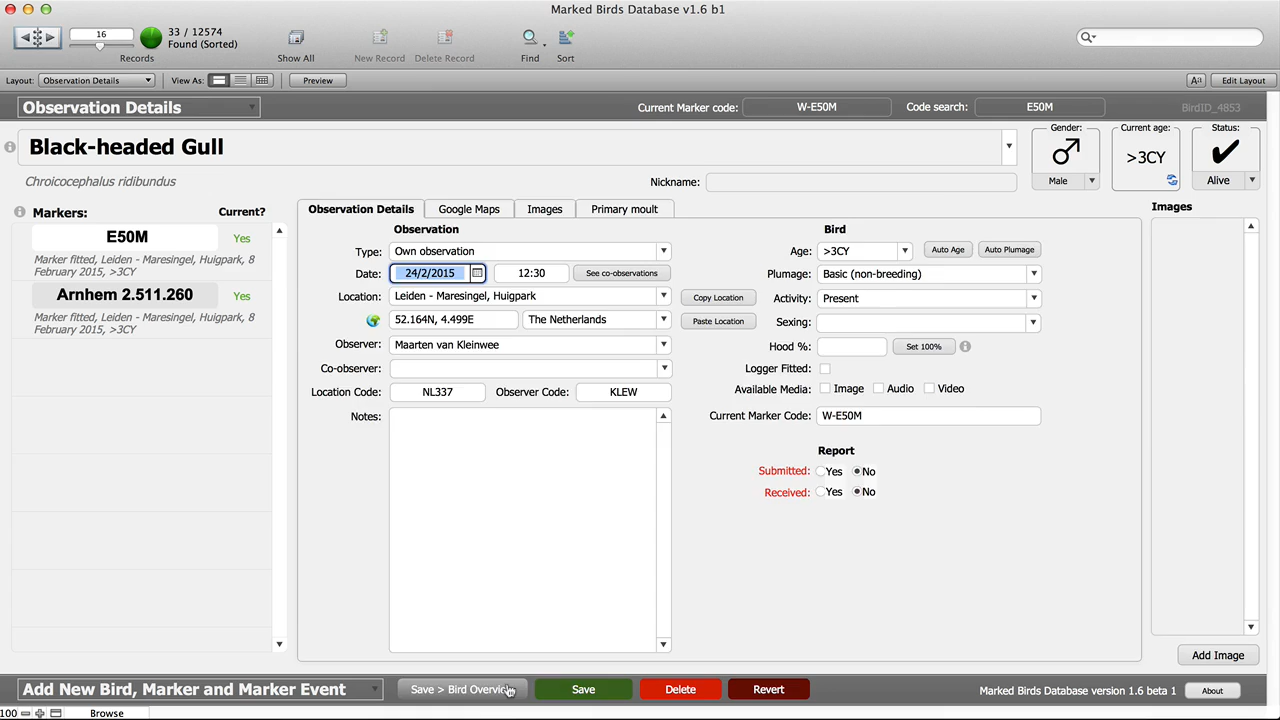 Marked Birds Database v1.6 b1
16
33 / 12574
Found (Sorted)
Records
Show All
New Record
Delete Record
Find
Sort
Layout: Observation Details
View As:
Preview
Aa
Edit Layout
Observation Details
Current Marker code: W-E50M
Code search: E50M
BirdID_4853
Black-headed Gull
Gender:
Male
Current age:
>3CY
Status:
Alive
Chroicocephalus ridibundus
Nickname:
Markers: Current?
E50M Yes
Marker fitted, Leiden - Maresingel, Huigpark, 8
February 2015, >3CY
Arnhem 2.511.260 Yes
Marker fitted, Leiden - Maresingel, Huigpark, 8
February 2015, >3CY
Observation Details Google Maps Images Primary moult
Observation
Type: Own observation
Date: 24/2/2015 12:30 See co-observations
Location: Leiden - Maresingel, Huigpark Copy Location
52.164N, 4.499E The Netherlands Paste Location
Observer: Maarten van Kleinwee
Co-observer:
Location Code: NL337 Observer Code: KLEW
Notes:
Bird
Age: >3CY Auto Age Auto Plumage
Plumage: Basic (non-breeding)
Activity: Present
Sexing:
Hood %: Set 100%
Logger Fitted:
Available Media: Image Audio Video
Current Marker Code: W-E50M
Report
Submitted: Yes No
Received: Yes No
Images
Add Image
Add New Bird, Marker and Marker Event
Save > Bird Overview
Save
Delete
Revert
Marked Birds Database version 1.6 beta 1
About
100
Browse